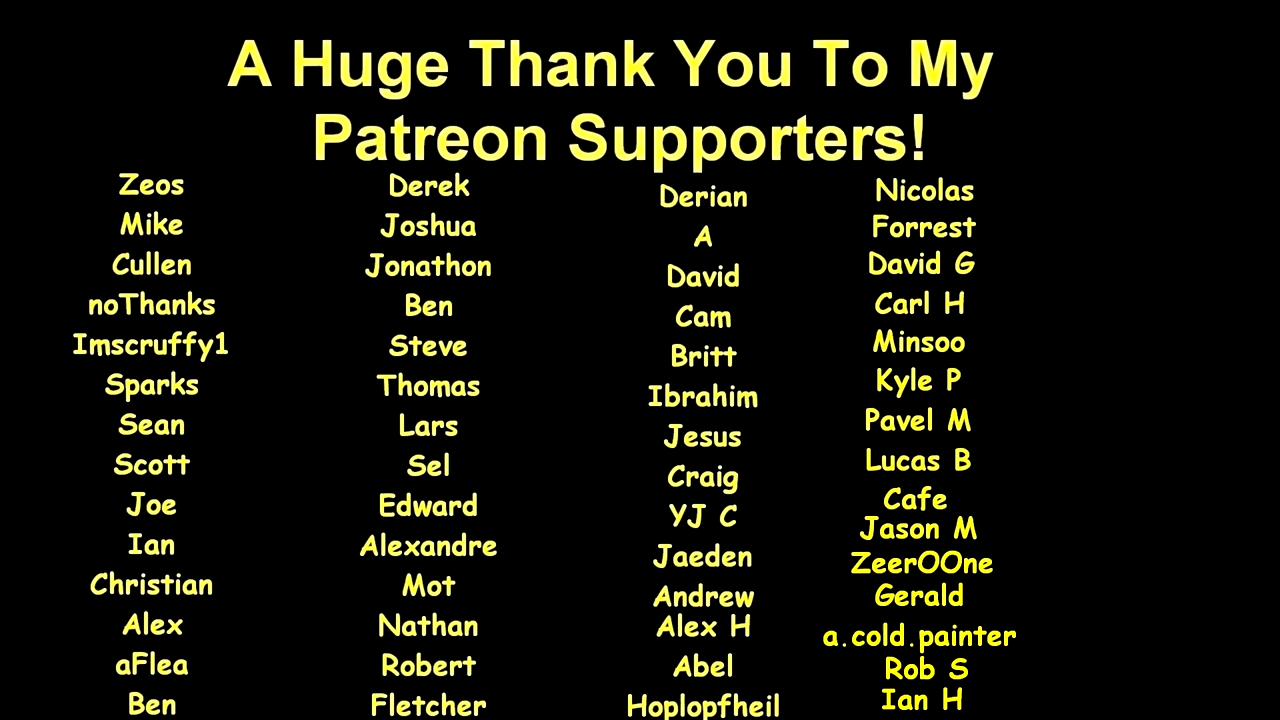 A Huge Thank You To My
Patreon Supporters!
Zeos
Mike
Cullen
noThanks
Imscruffy1
Sparks
Sean
Scott
Joe
Ian
Christian
Alex
aFlea
Ben
Derek
Joshua
Jonathon
Ben
Steve
Thomas
Lars
Sel
Edward
Alexandre
Mot
Nathan
Robert
Fletcher
Derian
A
David
Cam
Britt
Ibrahim
Jesus
Craig
YJ C
Jaeden
Andrew
Alex H
Abel
Hoplopfheil
Nicolas
Forrest
David G
Carl H
Minsoo
Kyle P
Pavel M
Lucas B
Cafe
Jason M
ZeerOOne
Gerald
a.cold.painter
Rob S
Ian H